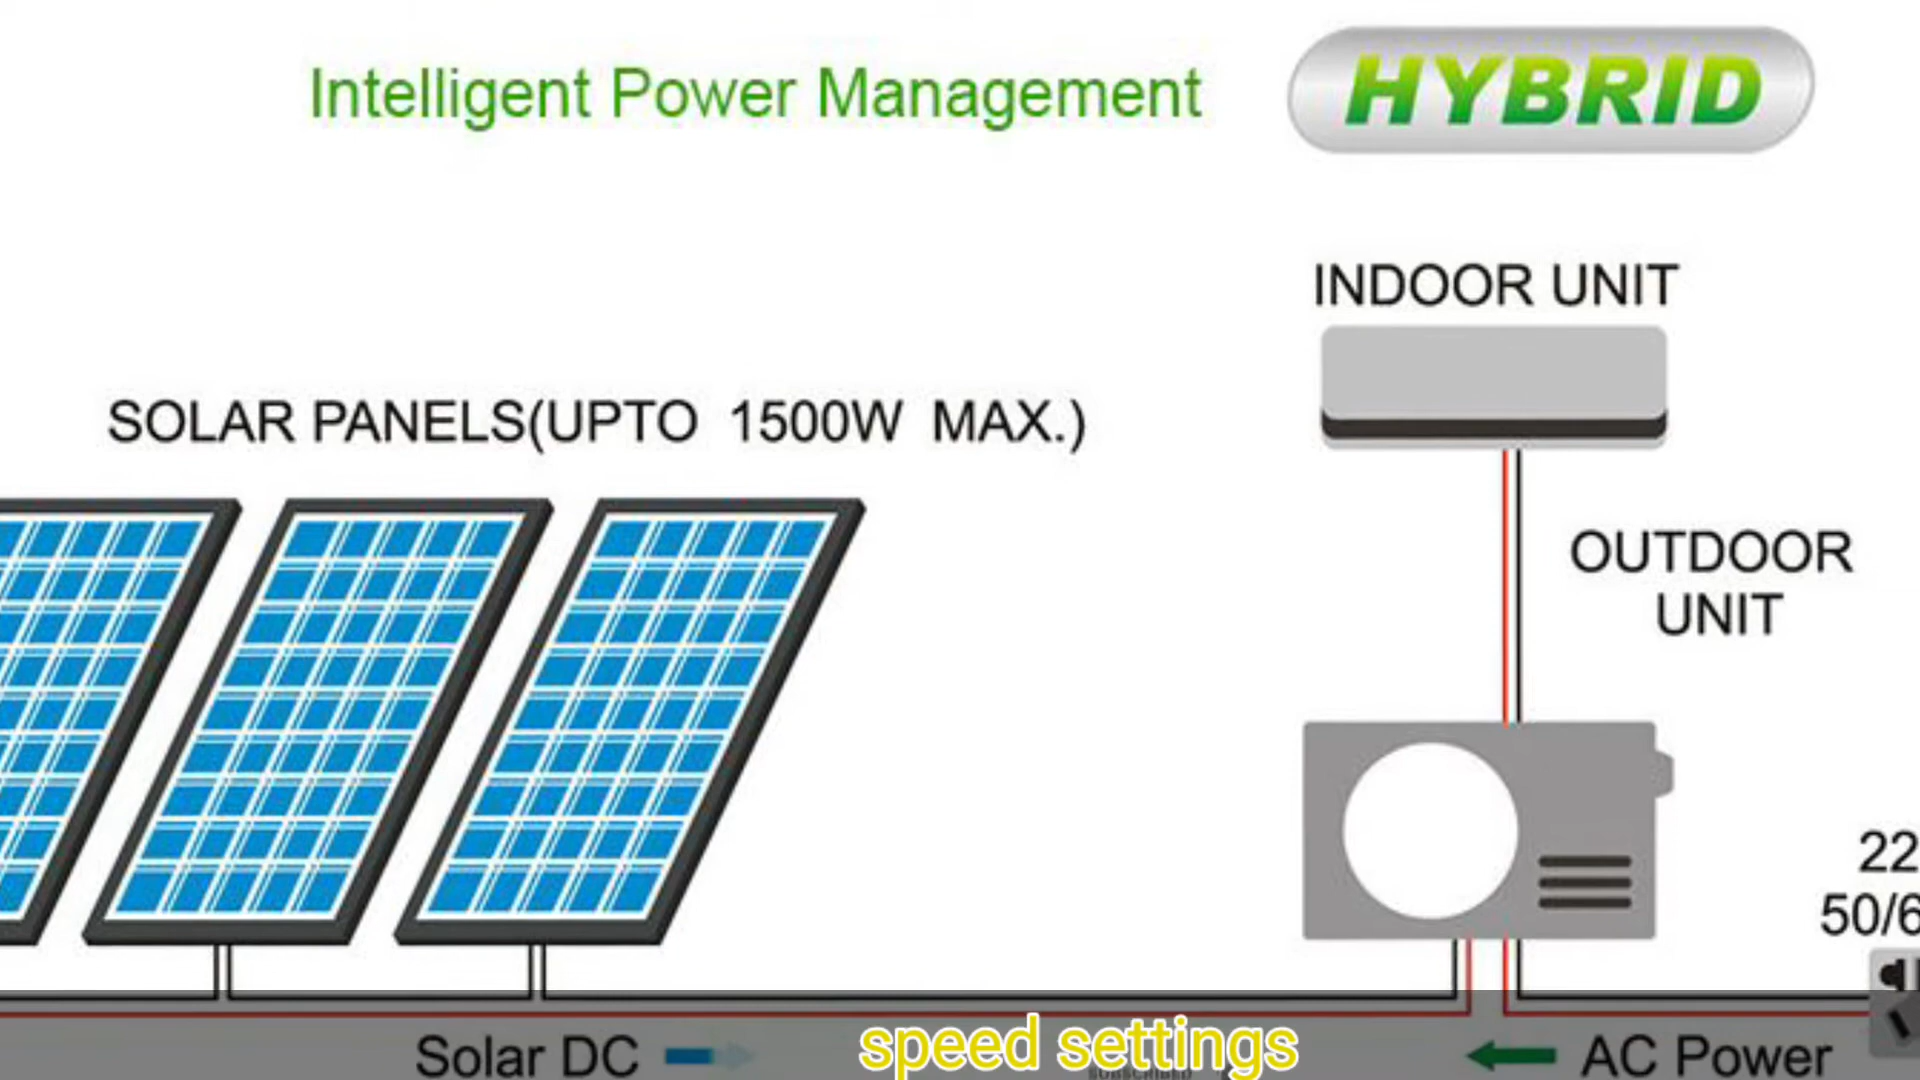 Intelligent Power Management
HYBRID
INDOOR UNIT
SOLAR PANELS(UPTO 1500W MAX.)
OUTDOOR
UNIT
22
50/6
Solar DC
speed settings
SUBSCRIBED
AC Power